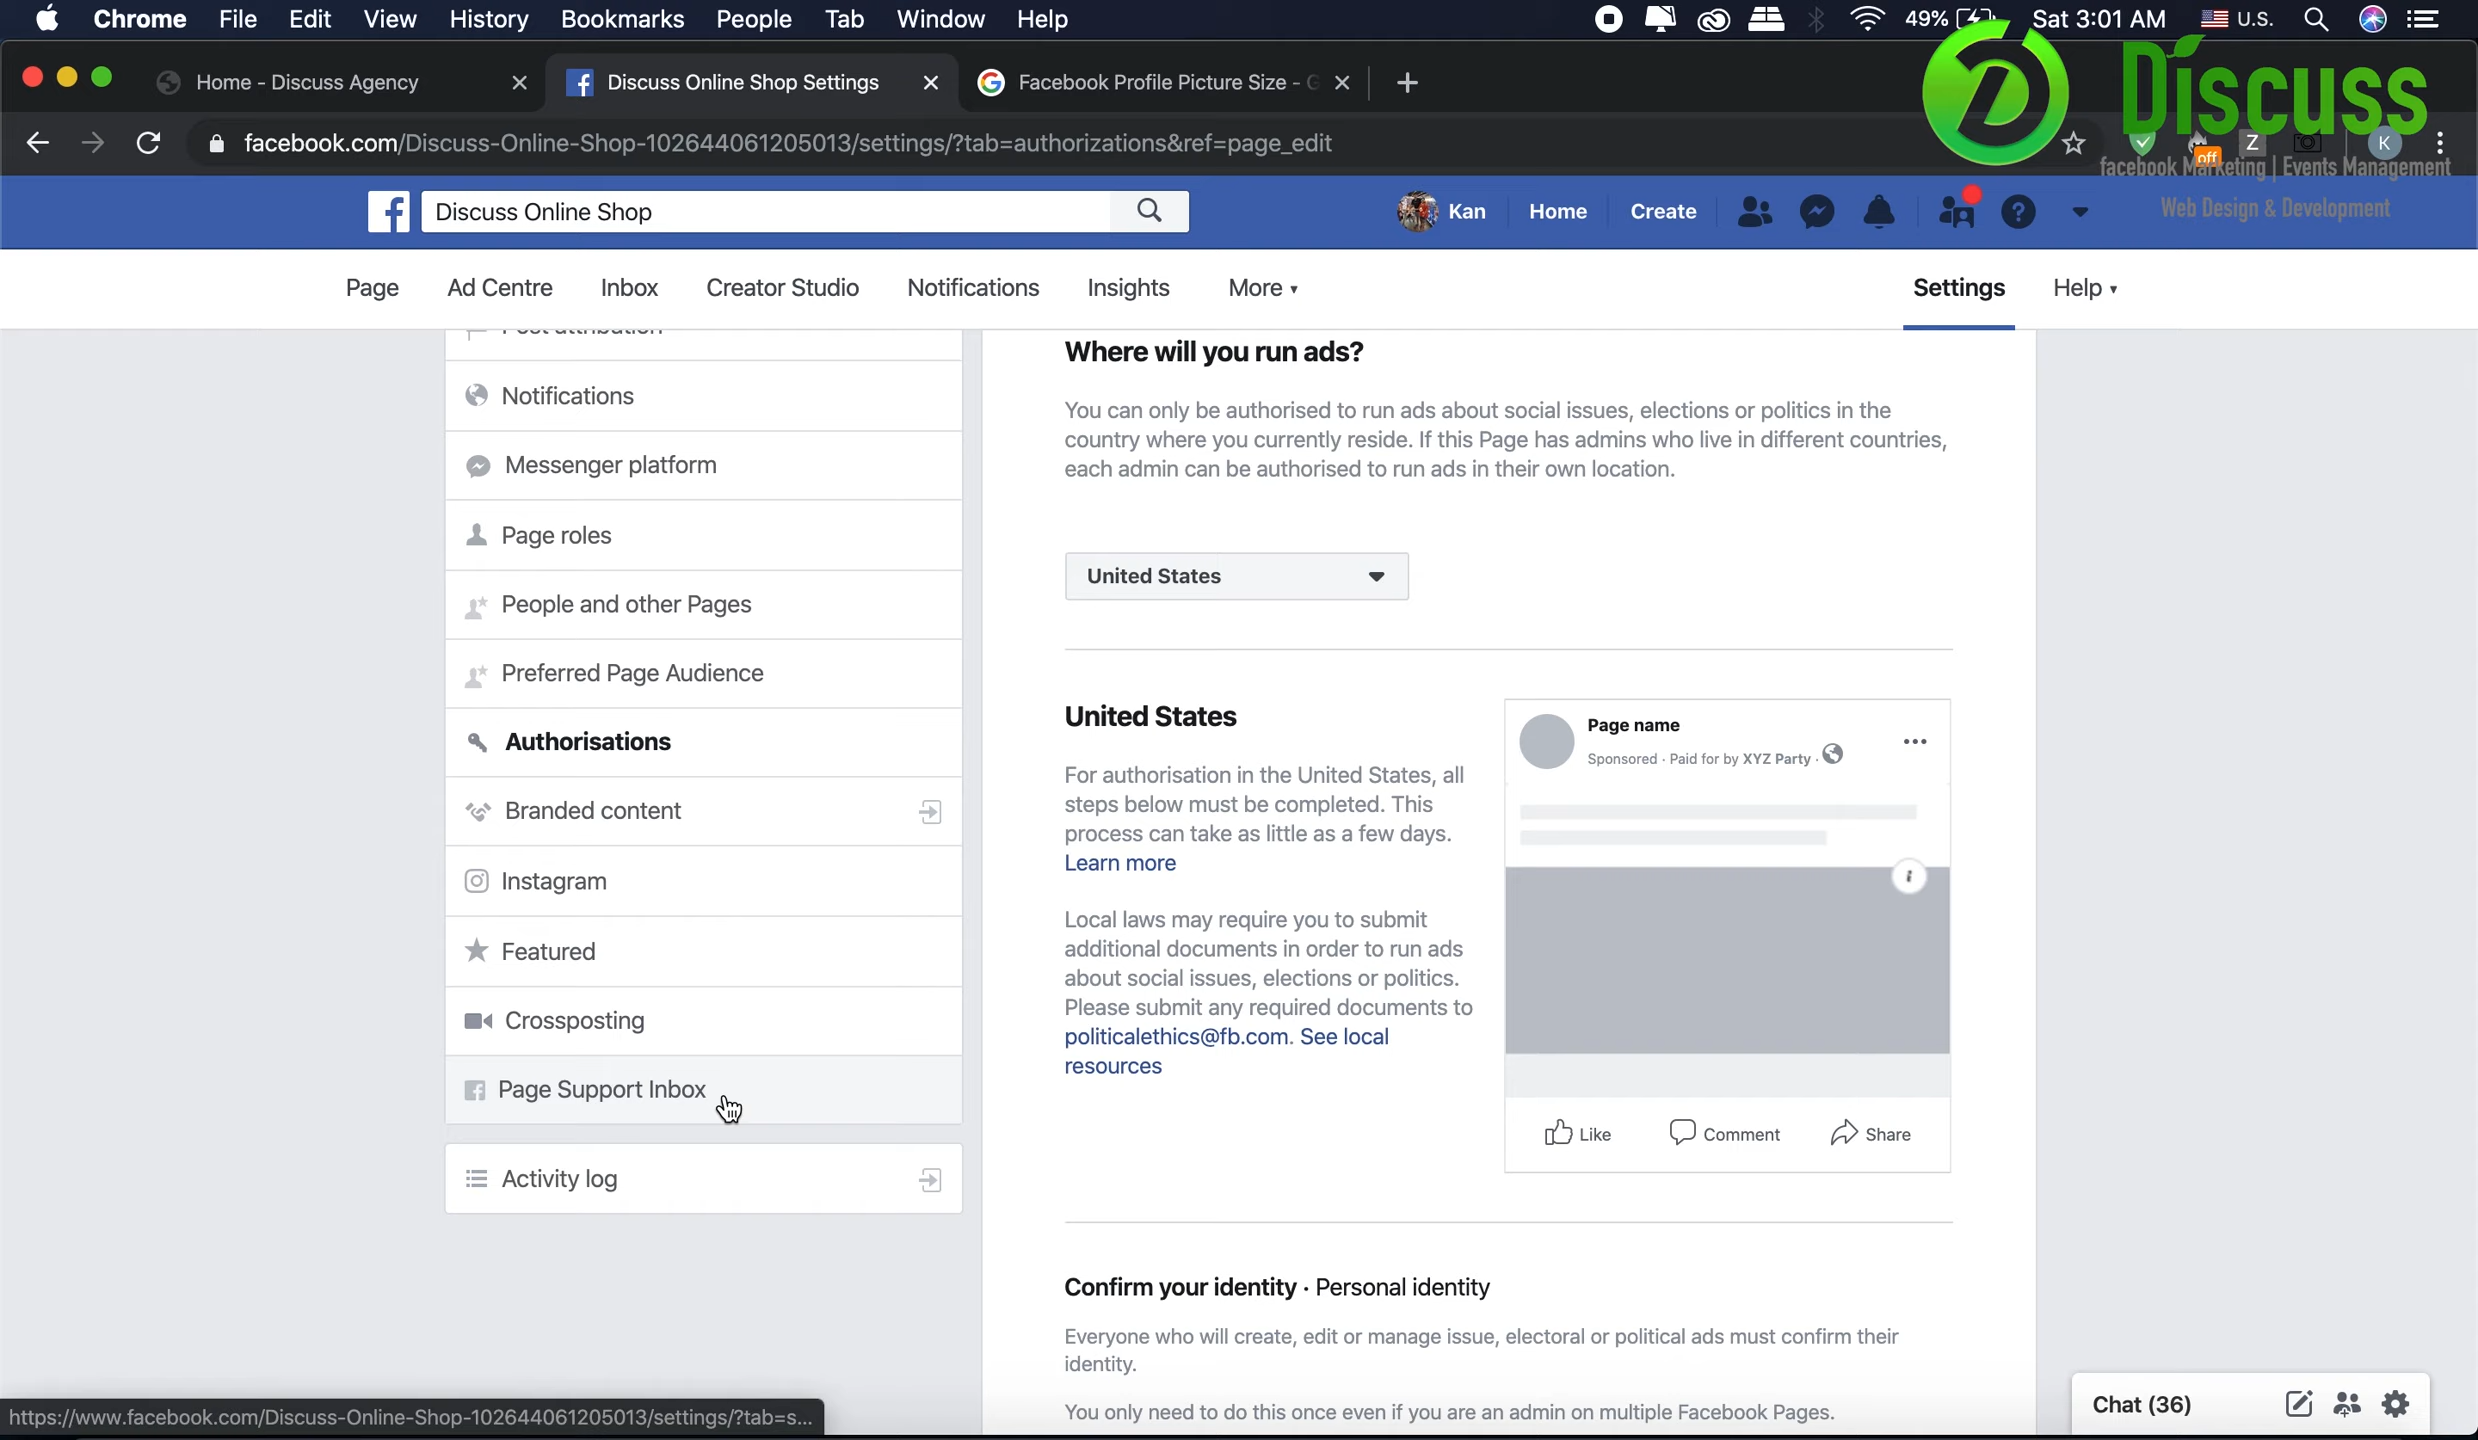 Chrome File Edit View History Bookmarks People Tab Window Help 49% Sat 3:01 AM U.S.
Home - Discuss Agency
Discuss Online Shop Settings
Facebook Profile Picture Size - G
Discuss
facebook.com/Discuss-Online-Shop-102644061205013/settings/?tab=authorizations&ref=page_edit
off
Z
K
facebook Marketing | Events Management
Web Design & Development
Discuss Online Shop
Kan Home Create
Page Ad Centre Inbox Creator Studio Notifications Insights More Settings Help
Post attribution
Notifications
Messenger platform
Page roles
People and other Pages
Preferred Page Audience
Authorisations
Branded content
Instagram
Featured
Crossposting
Page Support Inbox
Activity log
Where will you run ads?
You can only be authorised to run ads about social issues, elections or politics in the
country where you currently reside. If this Page has admins who live in different countries,
each admin can be authorised to run ads in their own location.
United States
United States
For authorisation in the United States, all
steps below must be completed. This
process can take as little as a few days.
Learn more
Local laws may require you to submit
additional documents in order to run ads
about social issues, elections or politics.
Please submit any required documents to
politicalethics@fb.com. See local
resources
Page name
Sponsored · Paid for by XYZ Party ·
i
Like Comment Share
Confirm your identity · Personal identity
Everyone who will create, edit or manage issue, electoral or political ads must confirm their
identity.
You only need to do this once even if you are an admin on multiple Facebook Pages.
Chat (36)
https://www.facebook.com/Discuss-Online-Shop-102644061205013/settings/?tab=s...